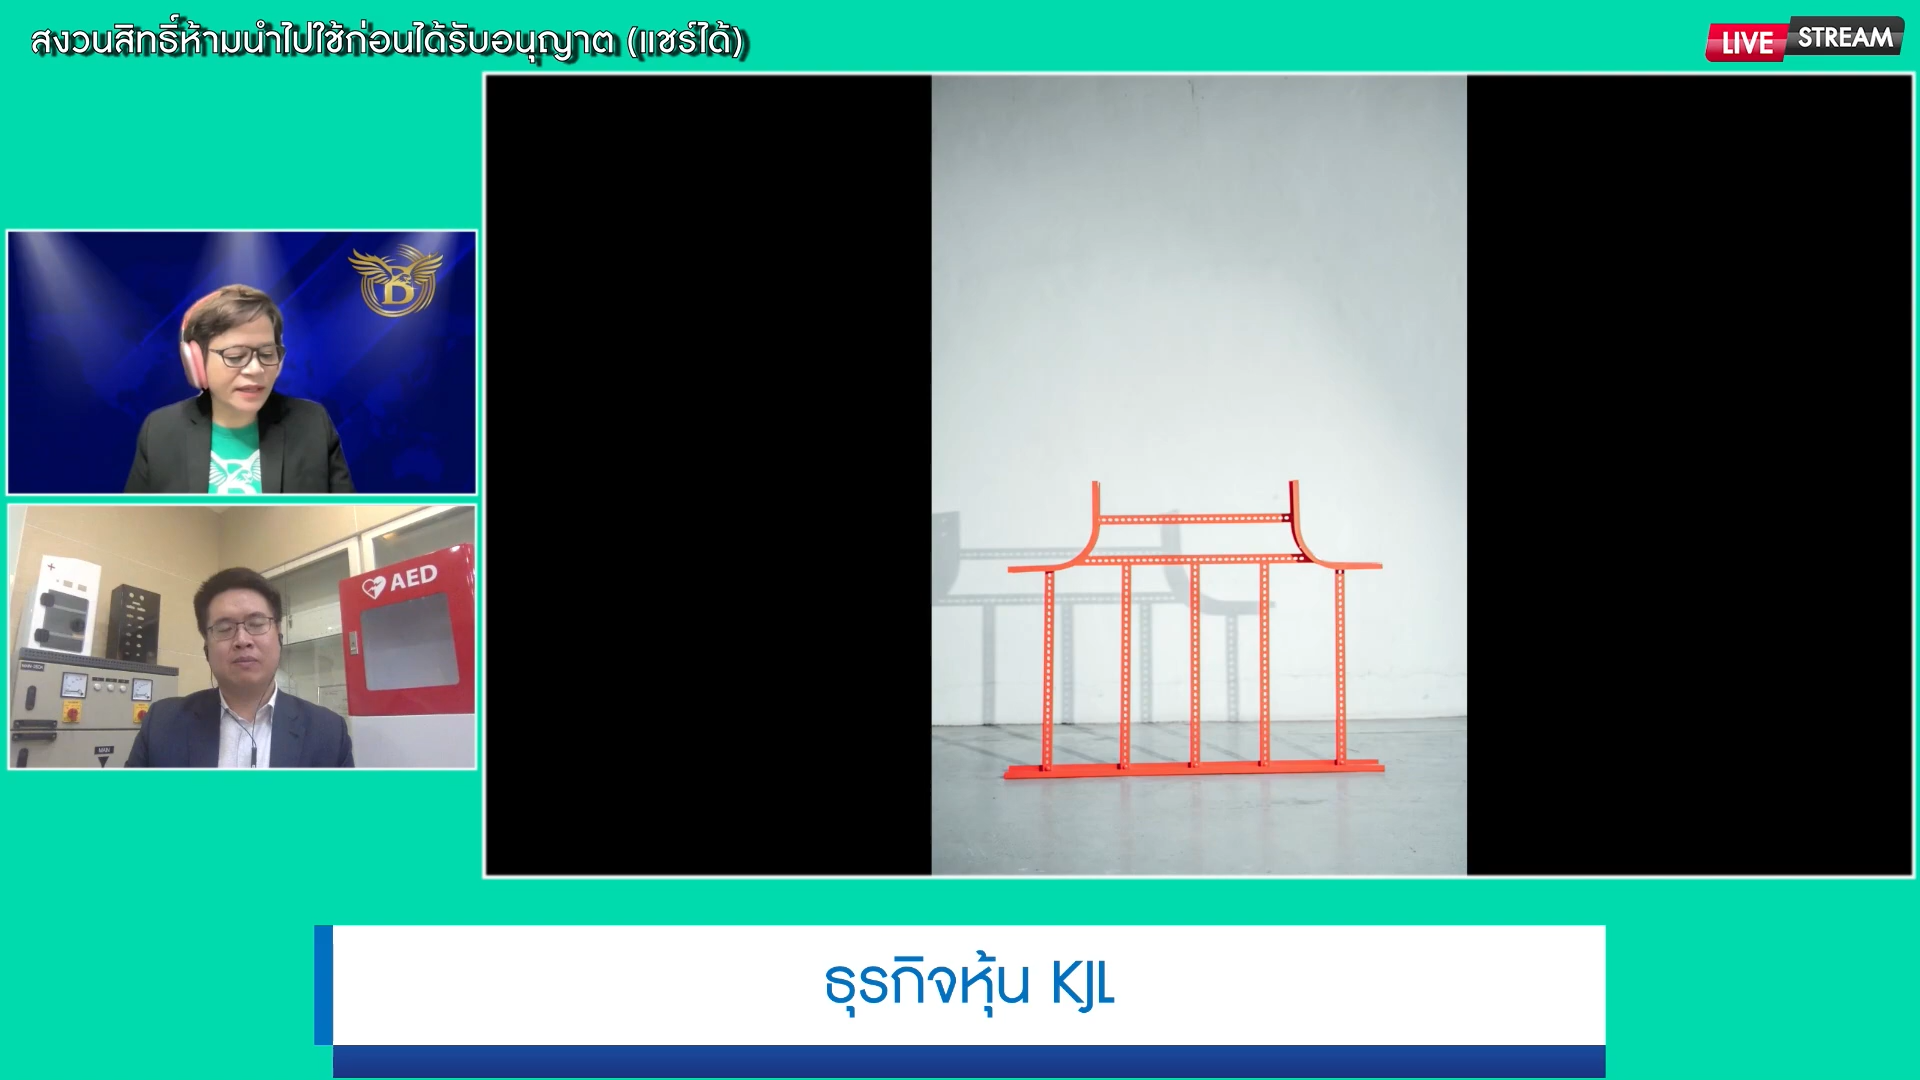 สงวนสิทธิ์ห้ามนำไปใช้ก่อนได้รับอนุญาต (แชร์ได้)
LIVE STREAM
B
AED
MAIN
ธุรกิจหุ้น KJL